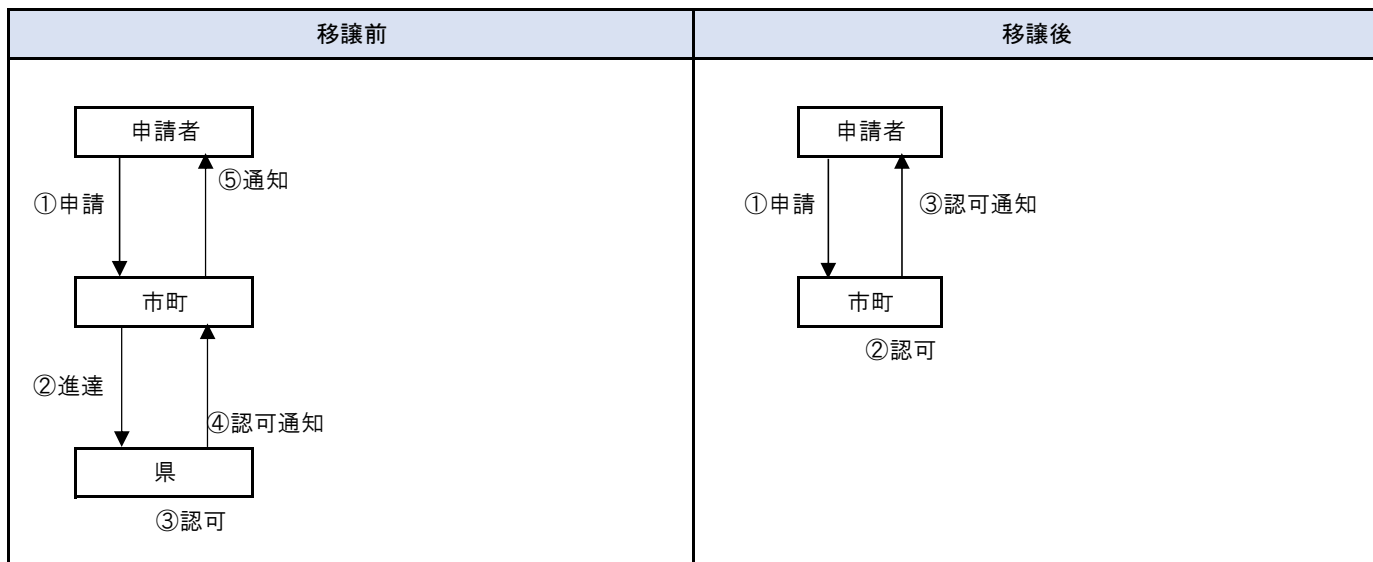 移譲前
移譲後
申請者
⑤通知
①申請
市町
②進達
④認可通知
県
③認可
申請者
①申請
③認可通知
市町
②認可